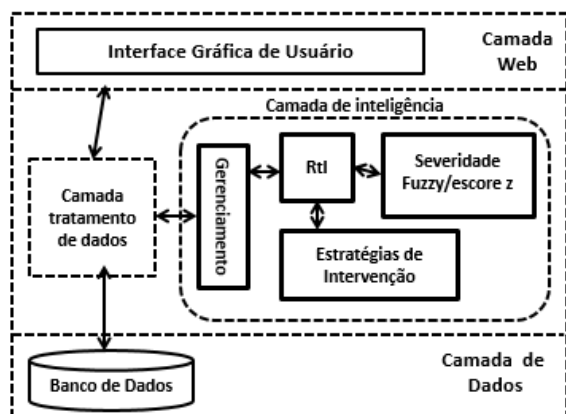 Interface Gráfica de Usuário
Camada
Web
Camada de inteligência
Camada
tratamento
de dados
Gerenciamento
RtI
Severidade
Fuzzy/escore z
Estratégias de
Intervenção
Banco de Dados
Camada de
Dados